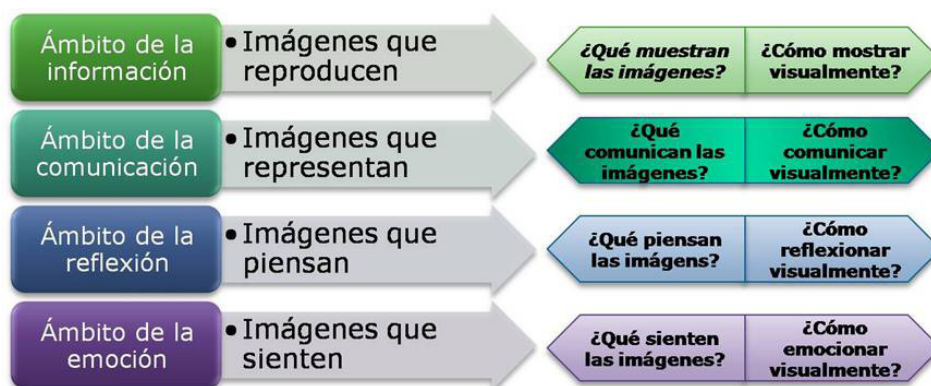 Ámbito de la
información
• Imágenes que
reproducen
¿Qué muestran
las imágenes?
¿Cómo mostrar
visualmente?
Ámbito de la
comunicación
• Imágenes que
representan
¿Qué
comunican las
imágenes?
¿Cómo
comunicar
visualmente?
Ámbito de la
reflexión
• Imágenes que
piensan
¿Qué piensan
las imágens?
¿Cómo
reflexionar
visualmente?
Ámbito de la
emoción
• Imágenes que
sienten
¿Qué sienten
las imágenes?
¿Cómo
emocionar
visualmente?